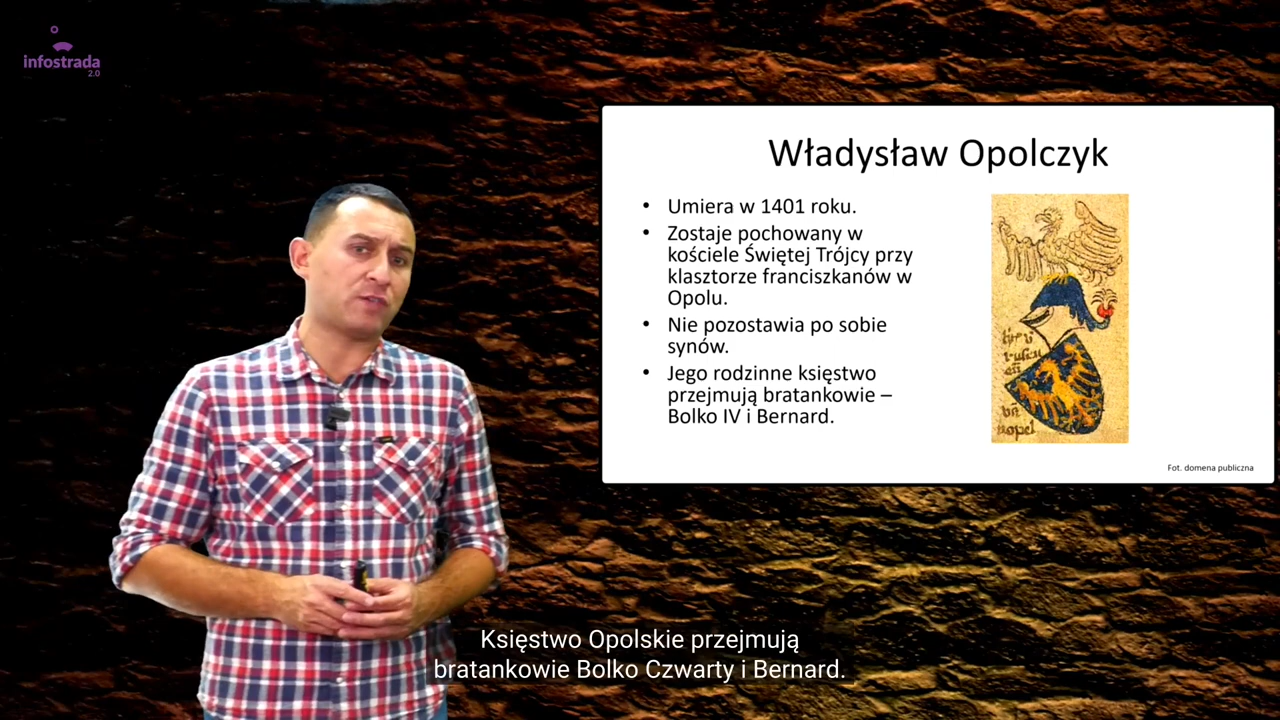 infostrada
2.0
Władysław Opolczyk
• Umiera w 1401 roku.
• Zostaje pochowany w
kościele Świętej Trójcy przy
klasztorze franciszkanów w
Opolu.
• Nie pozostawia po sobie
synów.
• Jego rodzinne księstwo
przejmują bratankowie –
Bolko IV i Bernard.
Fot. domena publiczna
Księstwo Opolskie przejmują
bratankowie Bolko Czwarty i Bernard.